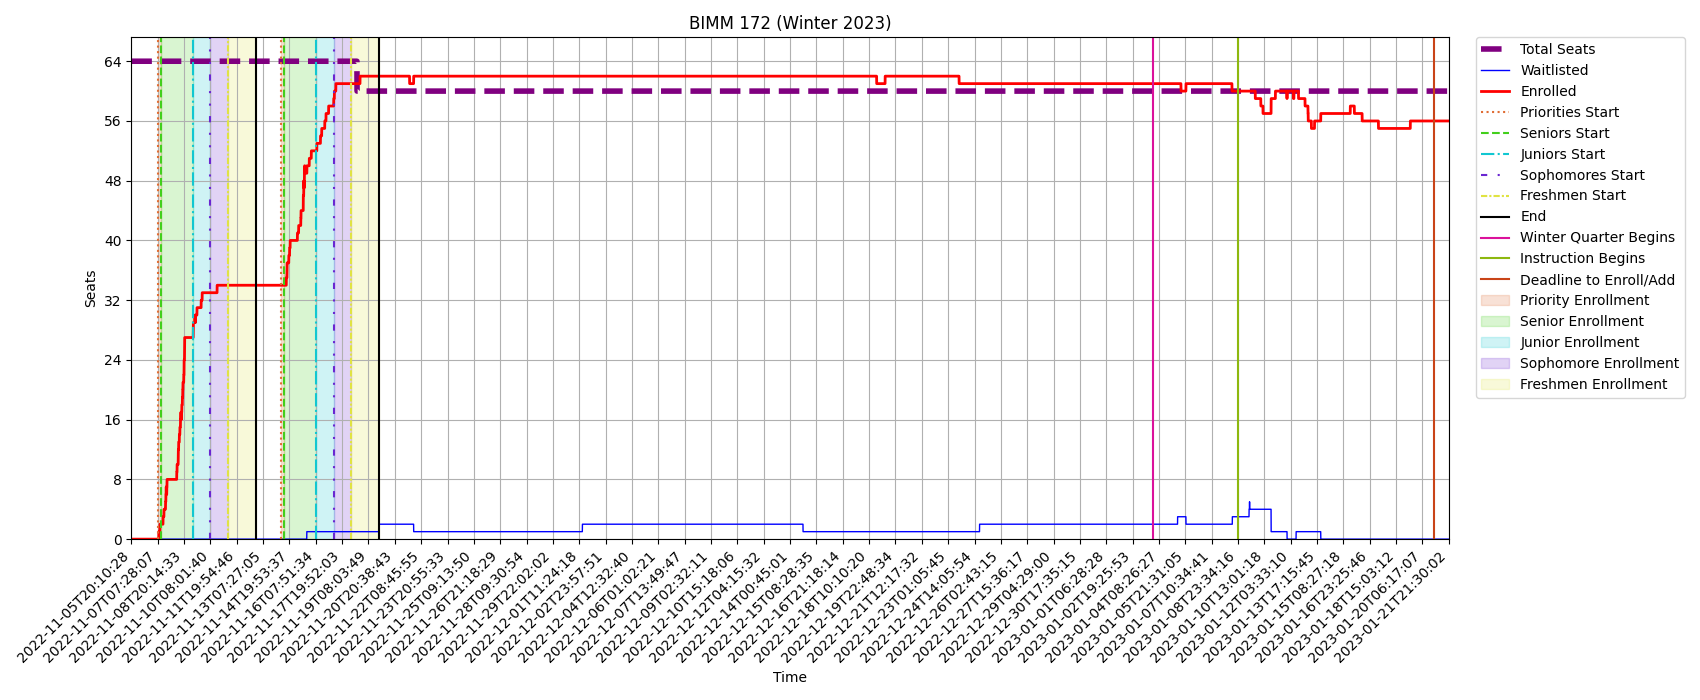 BIMM 172 (Winter 2023)
Seats
64
56
48
40
32
24
16
8
0
2022-11-05T20:10:28
2022-11-07T07:28:07
2022-11-08T20:14:33
2022-11-10T08:01:40
2022-11-11T19:54:46
2022-11-13T07:27:05
2022-11-14T19:53:37
2022-11-16T07:51:34
2022-11-17T19:52:03
2022-11-19T08:03:49
2022-11-20T20:38:43
2022-11-22T08:45:55
2022-11-23T20:55:33
2022-11-25T09:13:50
2022-11-26T21:18:29
2022-11-28T09:30:54
2022-11-29T22:02:02
2022-12-01T11:24:18
2022-12-02T23:57:51
2022-12-04T12:32:40
2022-12-06T01:02:21
2022-12-07T13:49:47
2022-12-09T02:32:11
2022-12-10T15:18:06
2022-12-12T04:15:32
2022-12-14T00:45:01
2022-12-15T08:28:35
2022-12-16T21:18:14
2022-12-18T10:10:20
2022-12-19T22:48:34
2022-12-21T12:17:32
2022-12-23T01:05:45
2022-12-24T14:05:54
2022-12-26T02:43:15
2022-12-27T15:36:17
2022-12-29T04:29:00
2022-12-30T17:35:15
2023-01-01T06:28:28
2023-01-02T19:25:53
2023-01-04T08:26:27
2023-01-05T21:31:05
2023-01-07T10:34:41
2023-01-08T23:34:16
2023-01-10T13:01:18
2023-01-12T03:33:10
2023-01-13T17:15:45
2023-01-15T08:27:18
2023-01-16T23:25:46
2023-01-18T15:03:12
2023-01-20T06:17:07
2023-01-21T21:30:02
Time
Total Seats
Waitlisted
Enrolled
Priorities Start
Seniors Start
Juniors Start
Sophomores Start
Freshmen Start
End
Winter Quarter Begins
Instruction Begins
Deadline to Enroll/Add
Priority Enrollment
Senior Enrollment
Junior Enrollment
Sophomore Enrollment
Freshmen Enrollment